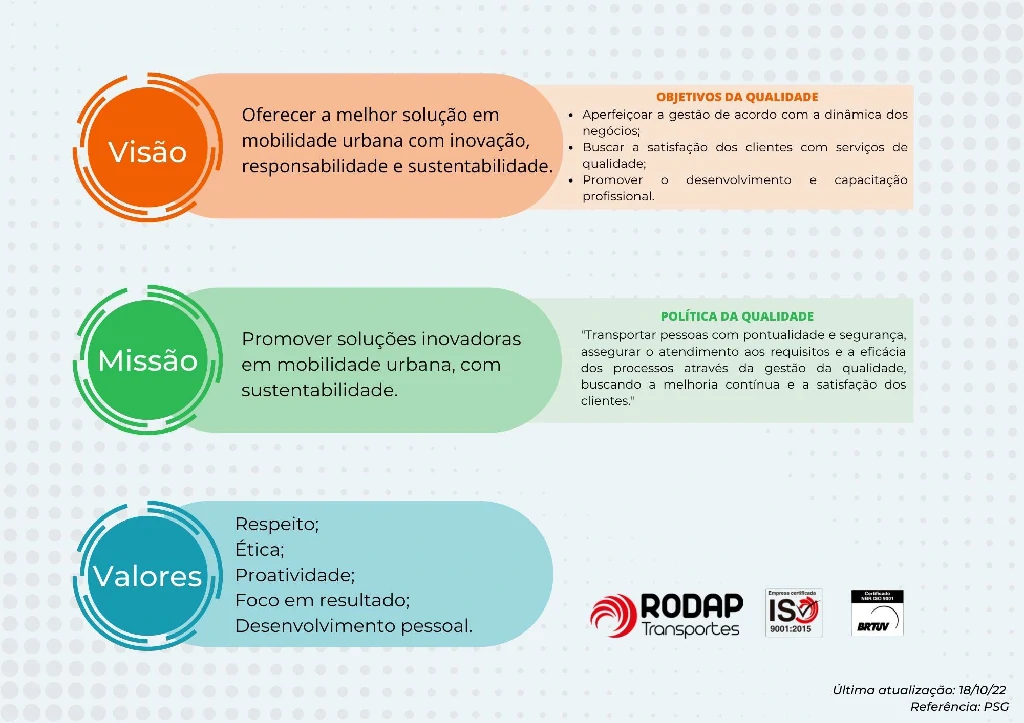 Visão
Oferecer a melhor solução em
mobilidade urbana com inovação,
responsabilidade e sustentabilidade.
OBJETIVOS DA QUALIDADE
• Aperfeiçoar a gestão de acordo com a dinâmica dos
negócios;
• Buscar a satisfação dos clientes com serviços de
qualidade;
• Promover o desenvolvimento e capacitação
profissional.
Missão
Promover soluções inovadoras
em mobilidade urbana, com
sustentabilidade.
POLÍTICA DA QUALIDADE
"Transportar pessoas com pontualidade e segurança,
assegurar o atendimento aos requisitos e a eficácia
dos processos através da gestão da qualidade,
buscando a melhoria contínua e a satisfação dos
clientes."
Valores
Respeito;
Ética;
Proatividade;
Foco em resultado;
Desenvolvimento pessoal.
RODAP
Transportes
Empresa certificada
ISO
9001:2015
Certificado
NBR ISO 9001
BRTUV
Última atualização: 18/10/22
Referência: PSG